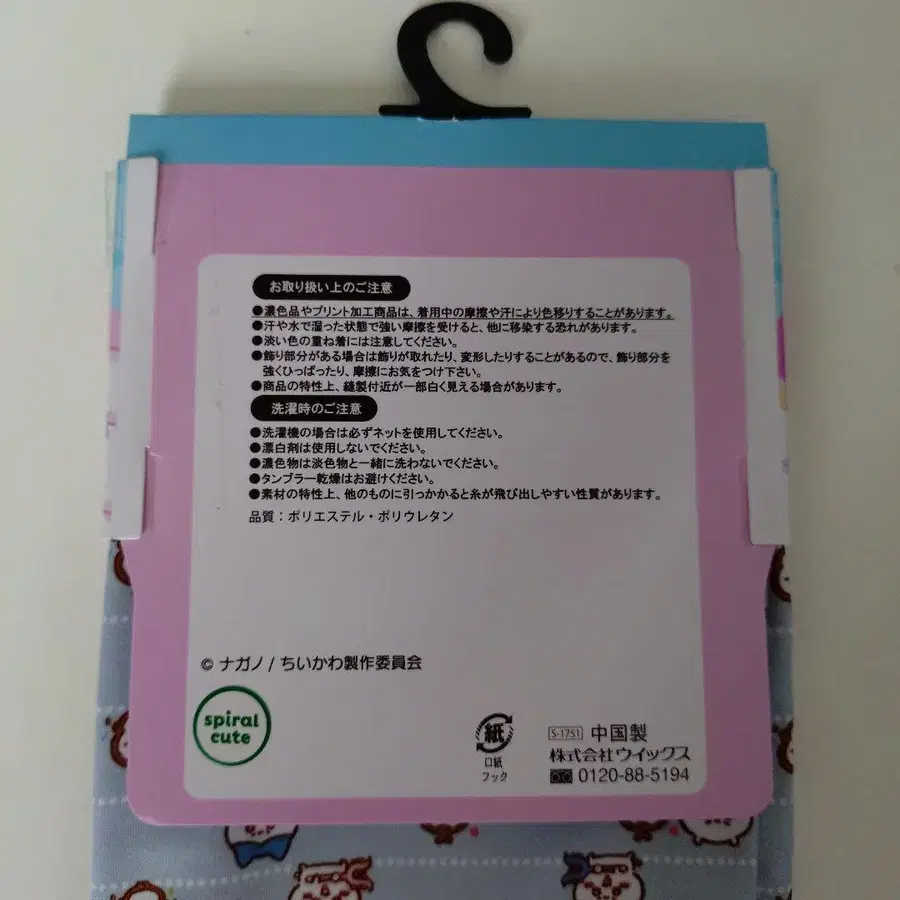 お取り扱い上のご注意
●濃色品やプリント加工商品は、着用中の摩擦や汗により色移りすることがあります。
●汗や水で湿った状態で強い摩擦を受けると、他に移染する恐れがあります。
●淡い色の重ね着には注意してください。
●飾り部分がある場合は飾りが取れたり、変形したりすることがあるので、飾り部分を
強くひっぱったり、摩擦にお気をつけ下さい。
●商品の特性上、縫製付近が一部白く見える場合があります。
洗濯時のご注意
●洗濯機の場合は必ずネットを使用してください。
●漂白剤は使用しないでください。
●濃色物は淡色物と一緒に洗わないでください。
●タンブラー乾燥はお避けください。
●素材の特性上、他のものに引っかかると糸が飛び出しやすい性質があります。
品質：ポリエステル・ポリウレタン
© ナガノ / ちいかわ製作委員会
spiral
cute
紙
口紙
フック
S-1751 中国製
株式会社ウイックス
0120-88-5194